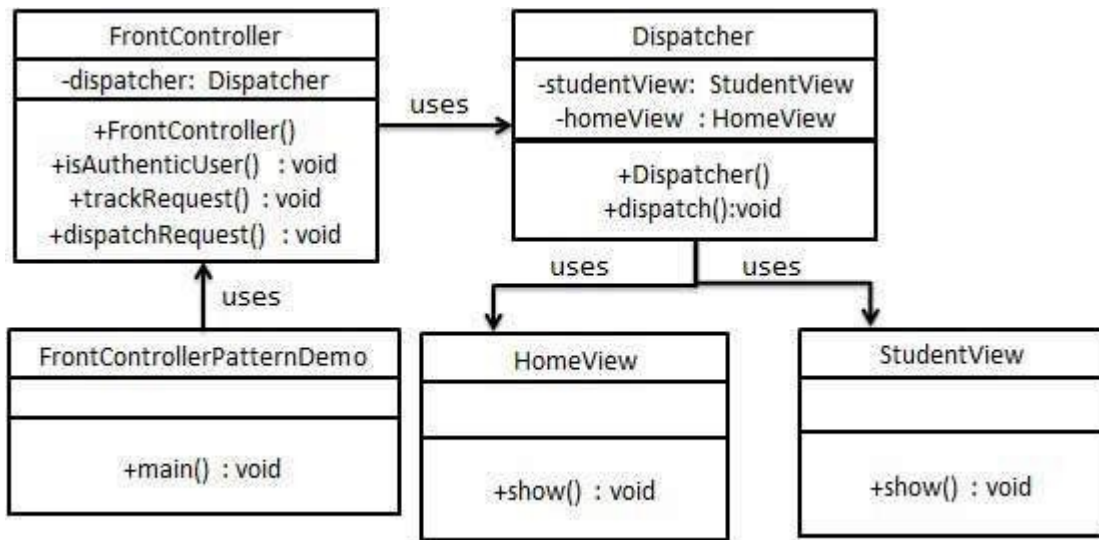 FrontController
-dispatcher: Dispatcher
+FrontController()
+isAuthenticUser() : void
+trackRequest() : void
+dispatchRequest() : void
uses
Dispatcher
-studentView: StudentView
-homeView : HomeView
+Dispatcher()
+dispatch():void
uses
uses
uses
FrontControllerPatternDemo
+main() : void
HomeView
+show() : void
StudentView
+show() : void